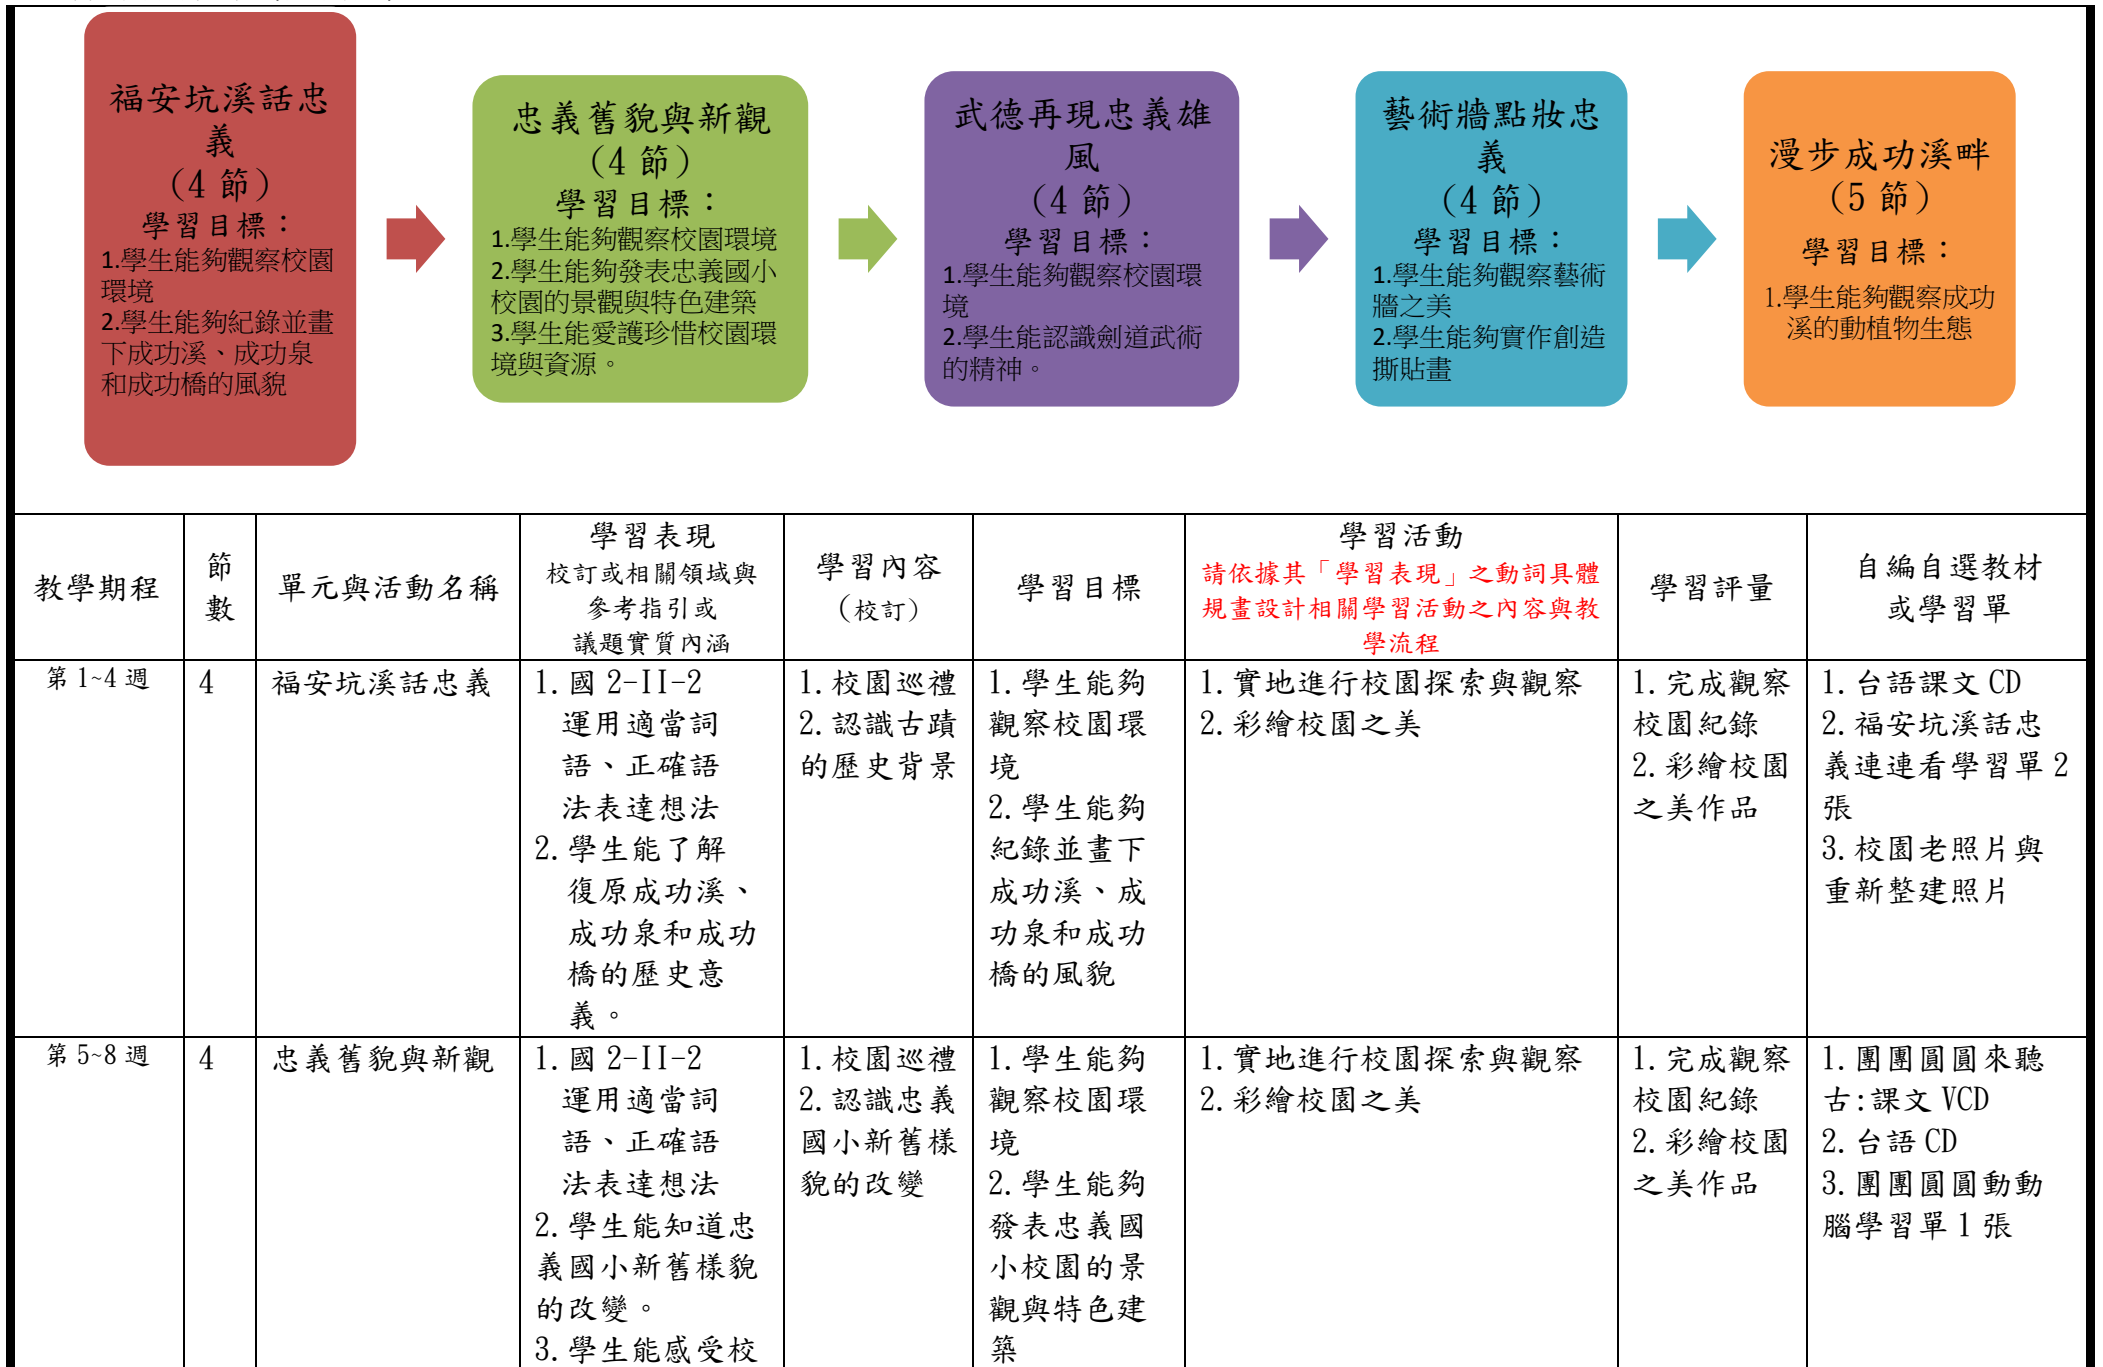 福安坑溪話忠
義
(4 節)
學習目標：
1.學生能夠觀察校園
環境
2.學生能夠紀錄並畫
下成功溪、成功泉
和成功橋的風貌
忠義舊貌與新觀
(4 節)
學習目標：
1.學生能夠觀察校園環境
2.學生能夠發表忠義國小
校園的景觀與特色建築
3.學生能愛護珍惜校園環
境與資源。
武德再現忠義雄
風
(4 節)
學習目標：
1.學生能夠觀察校園環
境
2.學生能認識劍道武術
的精神。
藝術牆點妝忠
義
(4 節)
學習目標：
1.學生能夠觀察藝術
牆之美
2.學生能夠實作創造
撕貼畫
漫步成功溪畔
(5 節)
學習目標：
1.學生能夠觀察成功
溪的動植物生態
教學期程
節
數
單元與活動名稱
學習表現
校訂或相關領域與
參考指引或
議題實質內涵
學習內容
(校訂)
學習目標
學習活動
請依據其「學習表現」之動詞具體
規畫設計相關學習活動之內容與教
學流程
學習評量
自編自選教材
或學習單
第 1~4 週
4
福安坑溪話忠義
1.國 2-II-2
運用適當詞
語、正確語
法表達想法
2.學生能了解
復原成功溪、
成功泉和成功
橋的歷史意
義。
1.校園巡禮
2.認識古蹟
的歷史背景
1.學生能夠
觀察校園環
境
2.學生能夠
紀錄並畫下
成功溪、成
功泉和成功
橋的風貌
1.實地進行校園探索與觀察
2.彩繪校園之美
1.完成觀察
校園紀錄
2.彩繪校園
之美作品
1.台語課文 CD
2.福安坑溪話忠
義連連看學習單 2
張
3.校園老照片與
重新整建照片
第 5~8 週
4
忠義舊貌與新觀
1.國 2-II-2
運用適當詞
語、正確語
法表達想法
2.學生能知道忠
義國小新舊樣貌
的改變。
3.學生能感受校
1.校園巡禮
2.認識忠義
國小新舊樣
貌的改變
1.學生能夠
觀察校園環
境
2.學生能夠
發表忠義國
小校園的景
觀與特色建
築
1.實地進行校園探索與觀察
2.彩繪校園之美
1.完成觀察
校園紀錄
2.彩繪校園
之美作品
1.團團圓圓來聽
古:課文 VCD
2.台語 CD
3.團團圓圓動動
腦學習單 1 張